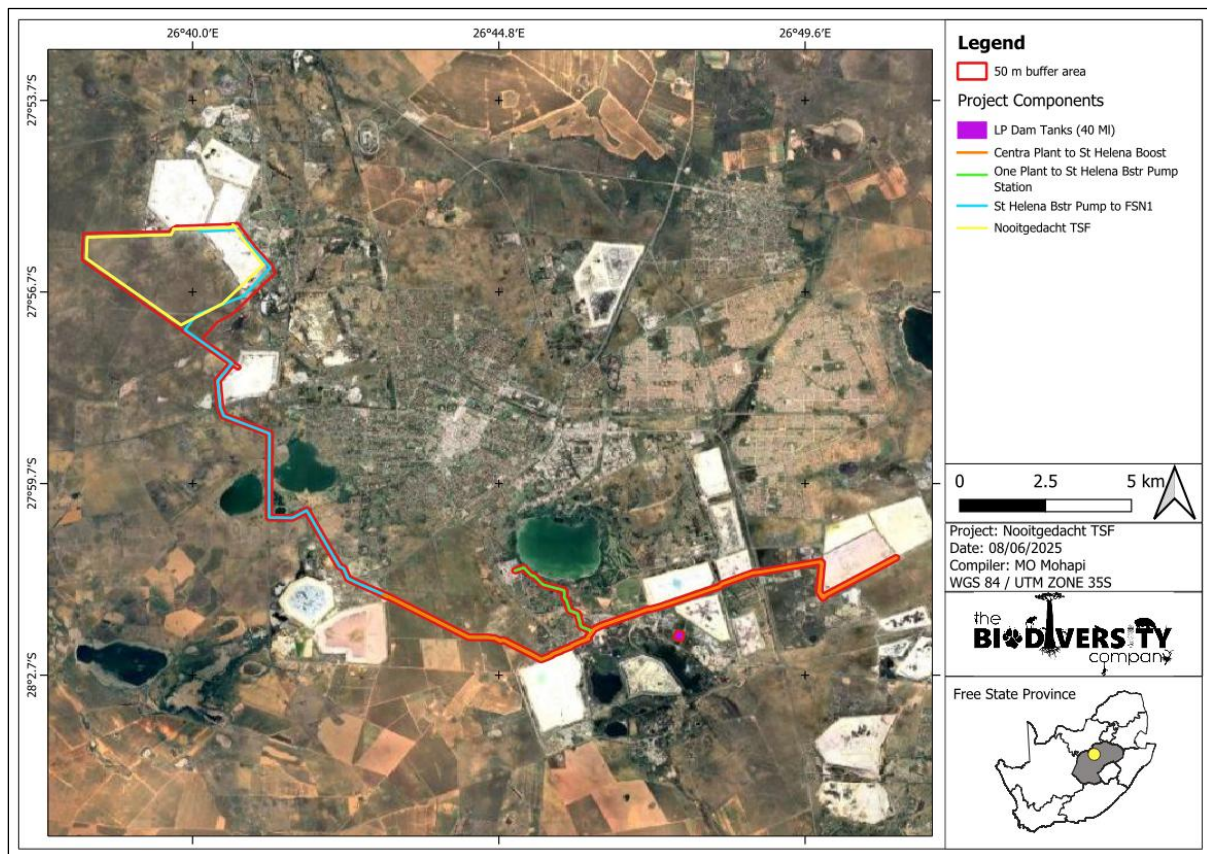 26°40.0'E
26°44.8'E
26°49.6'E
27°53.7'S
27°56.7'S
27°59.7'S
28°2.7'S
Legend
50 m buffer area
Project Components
LP Dam Tanks (40 Ml)
Centra Plant to St Helena Boost
One Plant to St Helena Bstr Pump
Station
St Helena Bstr Pump to FSN1
Nooitgedacht TSF
0
2.5
5 km
Project: Nooitgedacht TSF
Date: 08/06/2025
Compiler: MO Mohapi
WGS 84 / UTM ZONE 35S
the
BIODIVERSITY
company
Free State Province